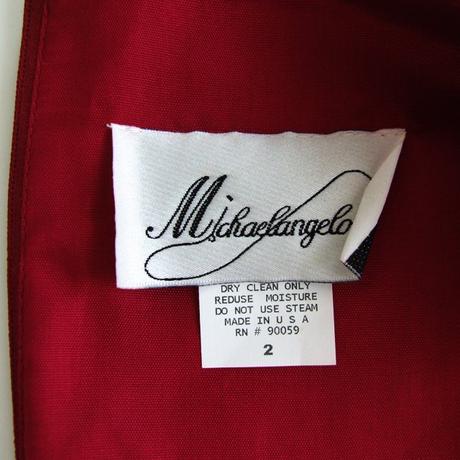 Michaelangelo
DRY CLEAN ONLY
REDUSE MOISTURE
DO NOT USE STEAM
MADE IN U S A
RN # 90059
2